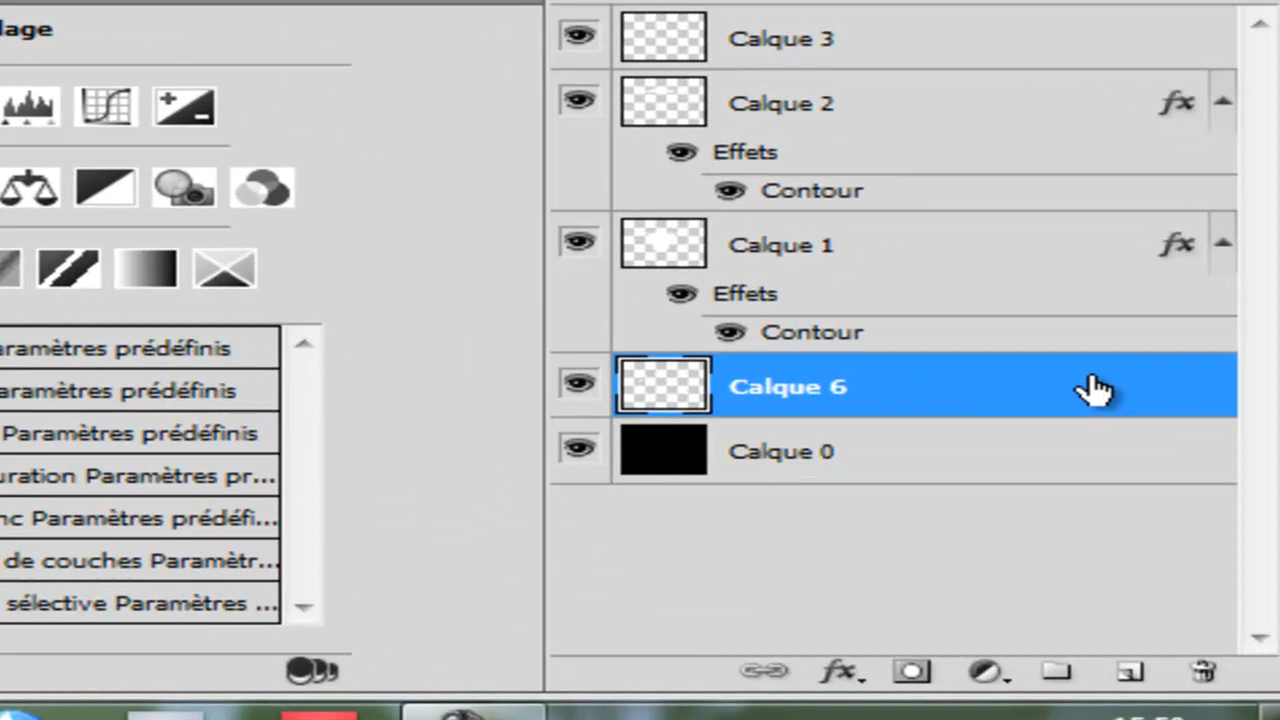 lage
Calque 3
Calque 2
fx
Effets
Contour
Calque 1
fx
Effets
Contour
Calque 6
Calque 0
aramètres prédéfinis
aramètres prédéfinis
Paramètres prédéfinis
uration Paramètres pr...
nc Paramètres prédéfi...
de couches Paramètr...
sélective Paramètres ...
fx.